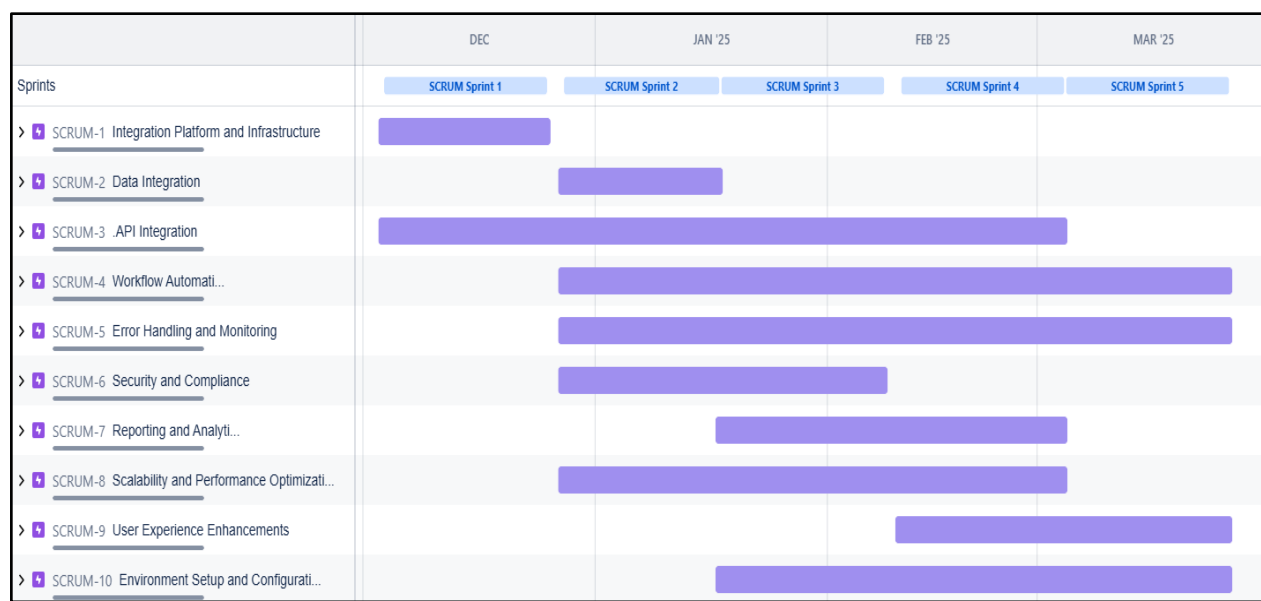 DEC JAN '25 FEB '25 MAR '25
Sprints SCRUM Sprint 1 SCRUM Sprint 2 SCRUM Sprint 3 SCRUM Sprint 4 SCRUM Sprint 5
SCRUM-1 Integration Platform and Infrastructure
SCRUM-2 Data Integration
SCRUM-3 .API Integration
SCRUM-4 Workflow Automati...
SCRUM-5 Error Handling and Monitoring
SCRUM-6 Security and Compliance
SCRUM-7 Reporting and Analyti...
SCRUM-8 Scalability and Performance Optimizati...
SCRUM-9 User Experience Enhancements
SCRUM-10 Environment Setup and Configurati...